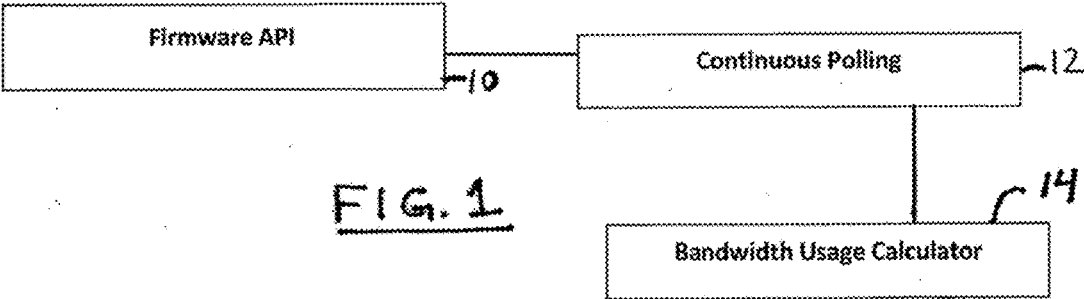 Firmware API
10
Continuous Polling
12
FIG. 1
14
Bandwidth Usage Calculator